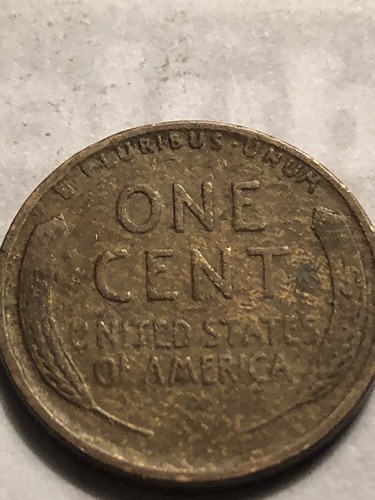 E PLURIBUS·UNUM
ONE
CENT
UNITED STATES
OF AMERICA